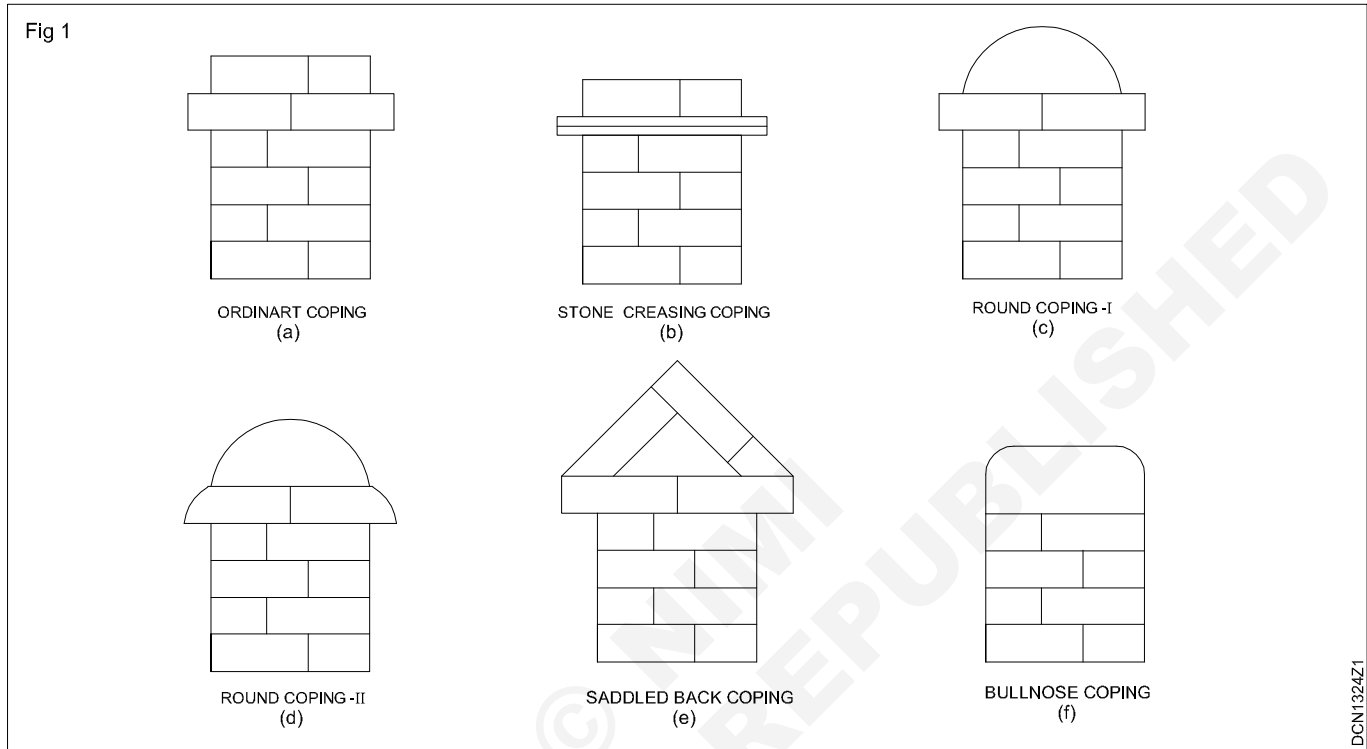 Fig 1
ORDINART COPING
(a)
STONE CREASING COPING
(b)
ROUND COPING -I
(c)
ROUND COPING -II
(d)
SADDLED BACK COPING
(e)
BULLNOSE COPING
(f)
© NIMI
REPUBLISHED
DCN1324Z1